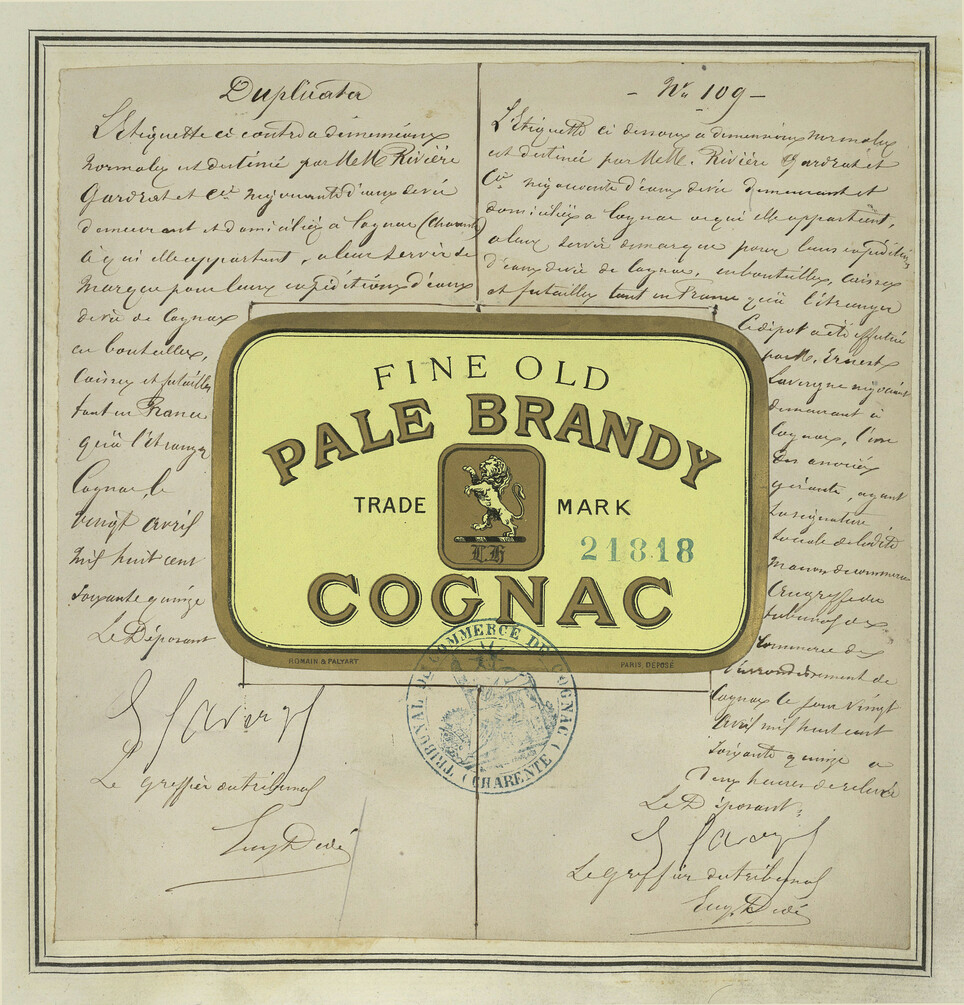 Duplicata
L'Étiquette ci contre a dimensions
normales est destinée par MM. Rivière
Gardrat et Cie négociants d'eaux de vie
demeurant et domiciliés à Cognac (Charente)
à qui elle appartient, a leur servir de
marque pour leurs expéditions d'eaux
de vie de Cognac
en bouteilles,
caisses et futailles
tant en France
qu'à l'étranger
Cognac, le
vingt avril
mil huit cent
soixante quinze
Le Déposant
Le greffier du tribunal
- No 109 -
L'Étiquette ci dessous a dimensions normales
est destinée par MM. Rivière Gardrat et
Cie négociants d'eaux de vie demeurant et
domiciliés a Cognac a qui elle appartient,
a leur servir de marque pour leurs expéditions
d'eaux de vie de Cognac, en bouteilles, caisses
et futailles tant en France qu'à l'étranger
Le dépot a été effectué
par M. Ernest
Lavergne négociant
demeurant à
Cognac, l'un
des associés
gérants, ayant
la signature
sociale de ladite
maison de commerce
au greffe du
tribunal de
Commerce de
l'arrondissement de
Cognac le jour vingt
avril mil huit cent
soixante quinze a
deux heures de relevée
Le Déposant
Le greffier du tribunal
FINE OLD
PALE BRANDY
TRADE MARK
L.H
21818
COGNAC
ROMAIN & PALYART
PARIS, DÉPOSÉ
TRIBUNAL DE COMMERCE DE COGNAC (CHARENTE)